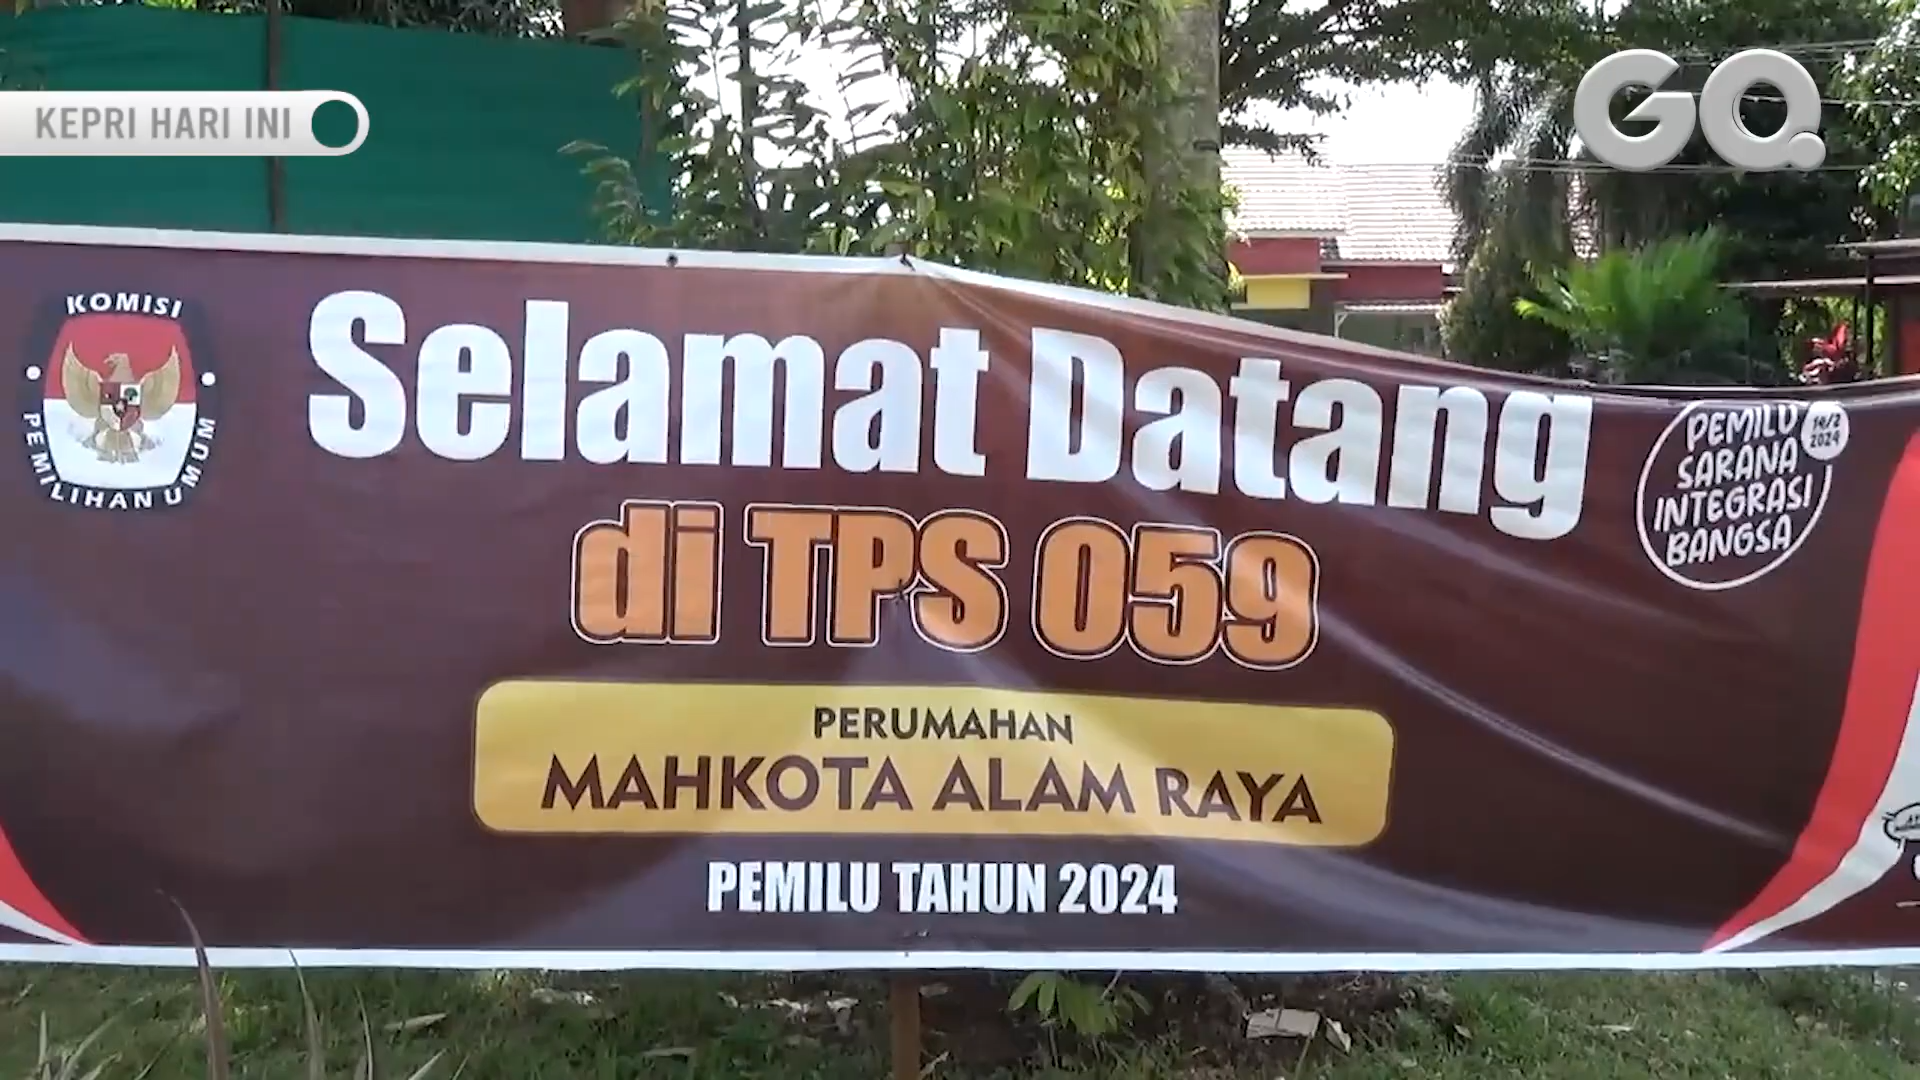 KEPRI HARI INI
GQ
KOMISI
PEMILIHAN UMUM
Selamat Datang
di TPS 059
PERUMAHAN
MAHKOTA ALAM RAYA
PEMILU TAHUN 2024
PEMILU
SARANA
INTEGRASI
BANGSA
14/2
2024